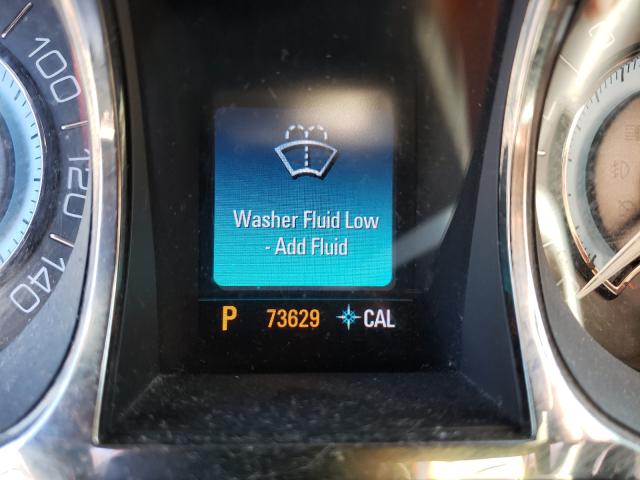 100
120
140
Washer Fluid Low
- Add Fluid
P 73629 CAL